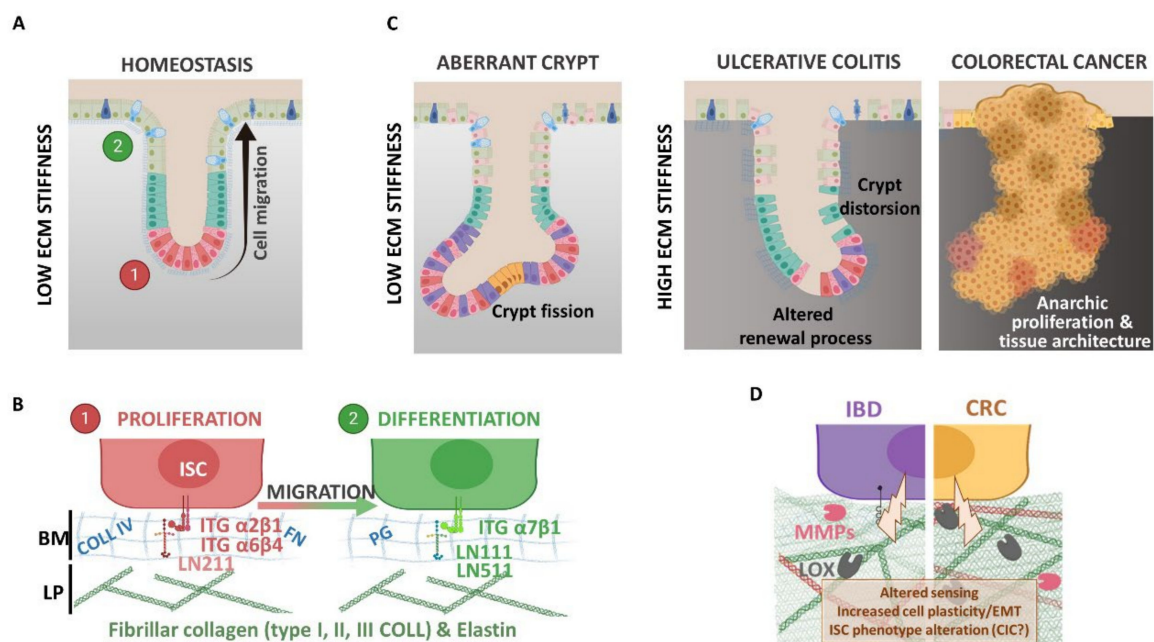 A
HOMEOSTASIS
LOW ECM STIFFNESS
2
1
Cell migration
C
ABERRANT CRYPT
LOW ECM STIFFNESS
Crypt fission
ULCERATIVE COLITIS
HIGH ECM STIFFNESS
Crypt
distorsion
Altered
renewal process
COLORECTAL CANCER
Anarchic
proliferation &
tissue architecture
B
1 PROLIFERATION
ISC
MIGRATION
2 DIFFERENTIATION
BM
COLL IV
ITG α2β1
ITG α6β4
LN211
FN
PG
ITG α7β1
LN111
LN511
LP
Fibrillar collagen (type I, II, III COLL) & Elastin
D
IBD
CRC
MMPs
LOX
Altered sensing
Increased cell plasticity/EMT
ISC phenotype alteration (CIC?)